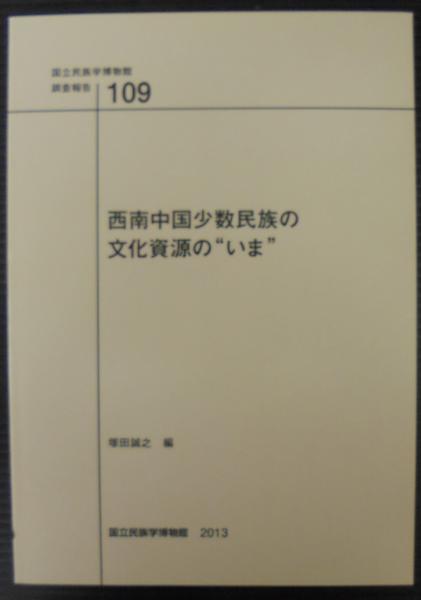 国立民族学博物館
調査報告 109
西南中国少数民族の
文化資源の“いま”
塚田誠之 編
国立民族学博物館 2013